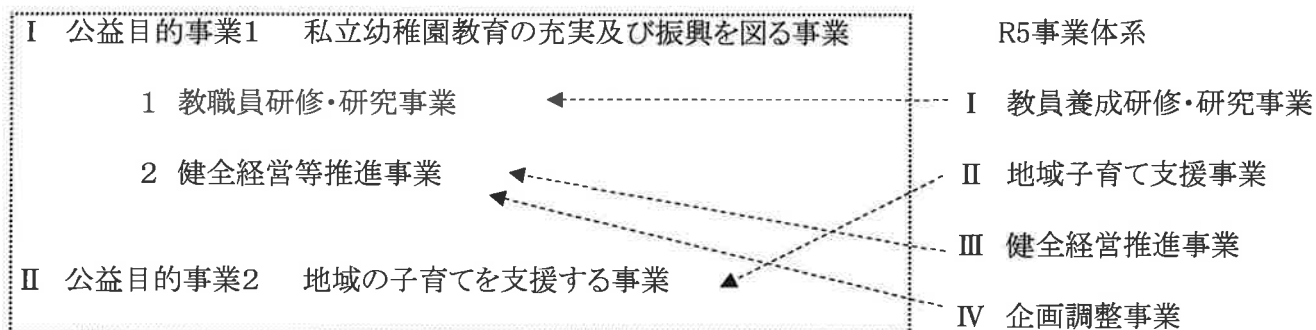 Ⅰ 公益目的事業1 私立幼稚園教育の充実及び振興を図る事業
1 教職員研修・研究事業
2 健全経営等推進事業
Ⅱ 公益目的事業2 地域の子育てを支援する事業
R5事業体系
Ⅰ 教員養成研修・研究事業
Ⅱ 地域子育て支援事業
Ⅲ 健全経営推進事業
Ⅳ 企画調整事業